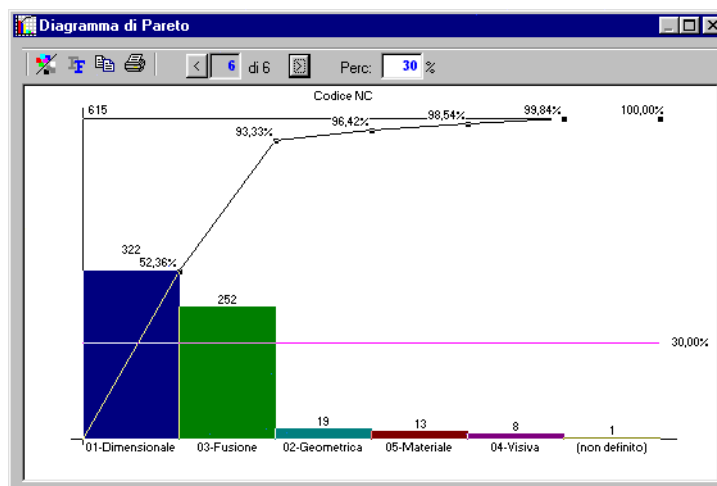 Diagramma di Pareto
< 6 di 6 > Perc: 30 %
Codice NC
615
93,33% 96,42% 98,54% 99,84% 100,00%
322
52,36%
252
30,00%
19 13 8 1
01-Dimensionale 03-Fusione 02-Geometrica 05-Materiale 04-Visiva (non definito)